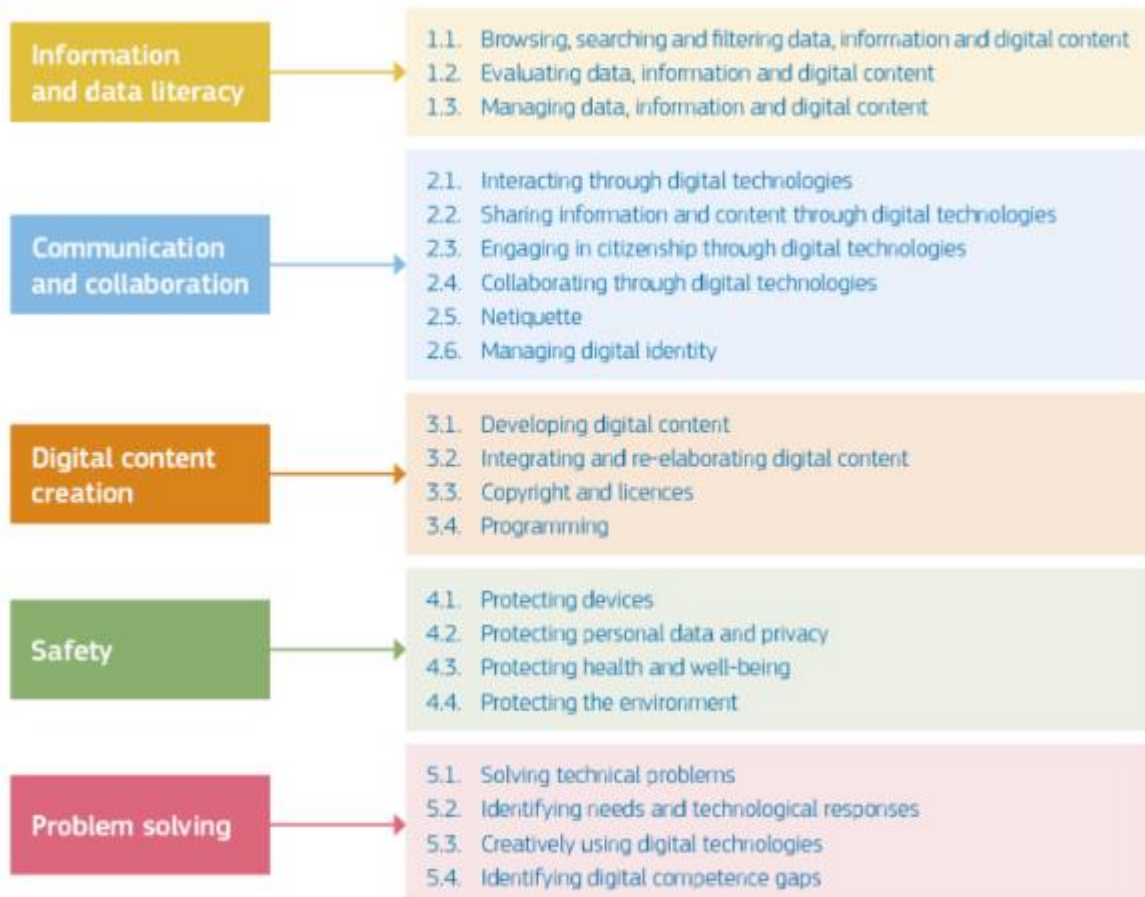 Information
and data literacy
1.1. Browsing, searching and filtering data, information and digital content
1.2. Evaluating data, information and digital content
1.3. Managing data, information and digital content
Communication
and collaboration
2.1. Interacting through digital technologies
2.2. Sharing information and content through digital technologies
2.3. Engaging in citizenship through digital technologies
2.4. Collaborating through digital technologies
2.5. Netiquette
2.6. Managing digital identity
Digital content
creation
3.1. Developing digital content
3.2. Integrating and re-elaborating digital content
3.3. Copyright and licences
3.4. Programming
Safety
4.1. Protecting devices
4.2. Protecting personal data and privacy
4.3. Protecting health and well-being
4.4. Protecting the environment
Problem solving
5.1. Solving technical problems
5.2. Identifying needs and technological responses
5.3. Creatively using digital technologies
5.4. Identifying digital competence gaps